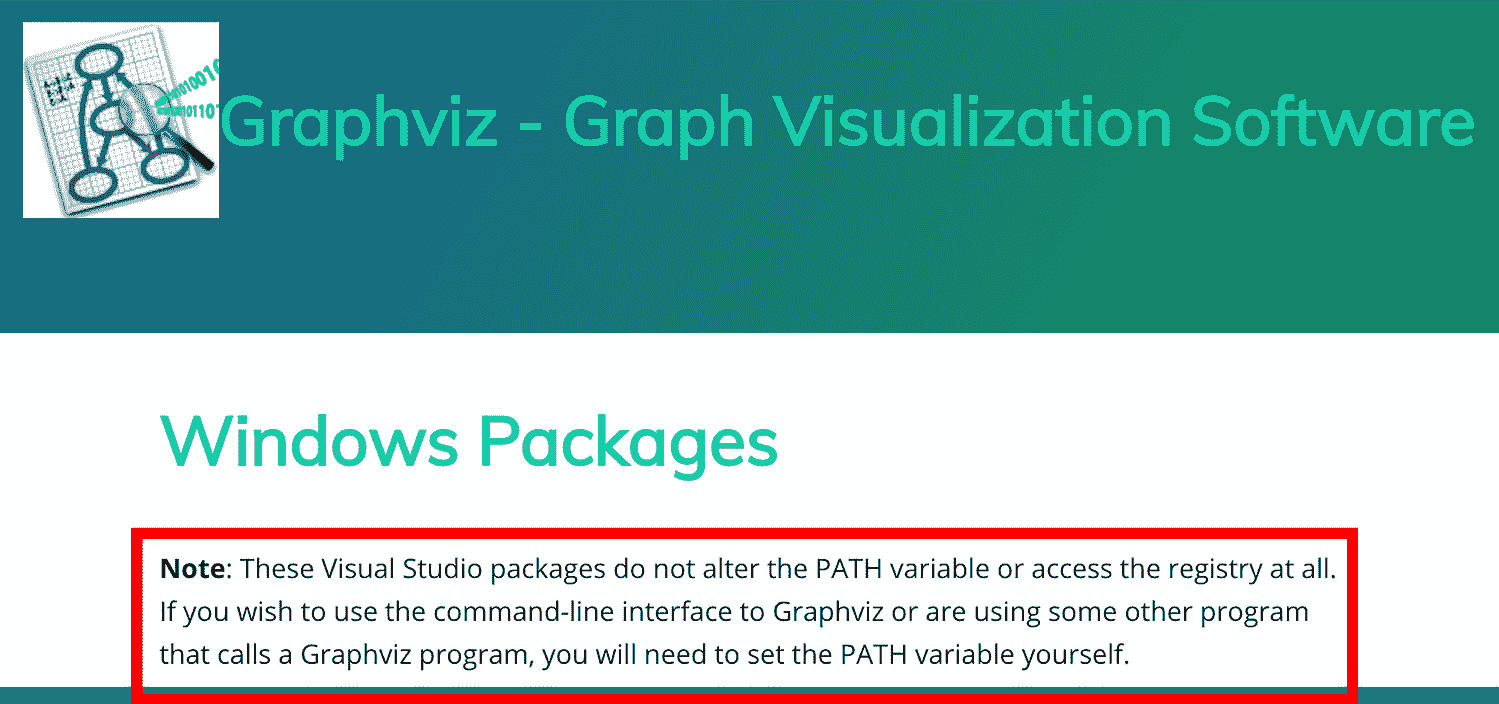 Graphviz - Graph Visualization Software
Windows Packages
Note: These Visual Studio packages do not alter the PATH variable or access the registry at all.
If you wish to use the command-line interface to Graphviz or are using some other program
that calls a Graphviz program, you will need to set the PATH variable yourself.